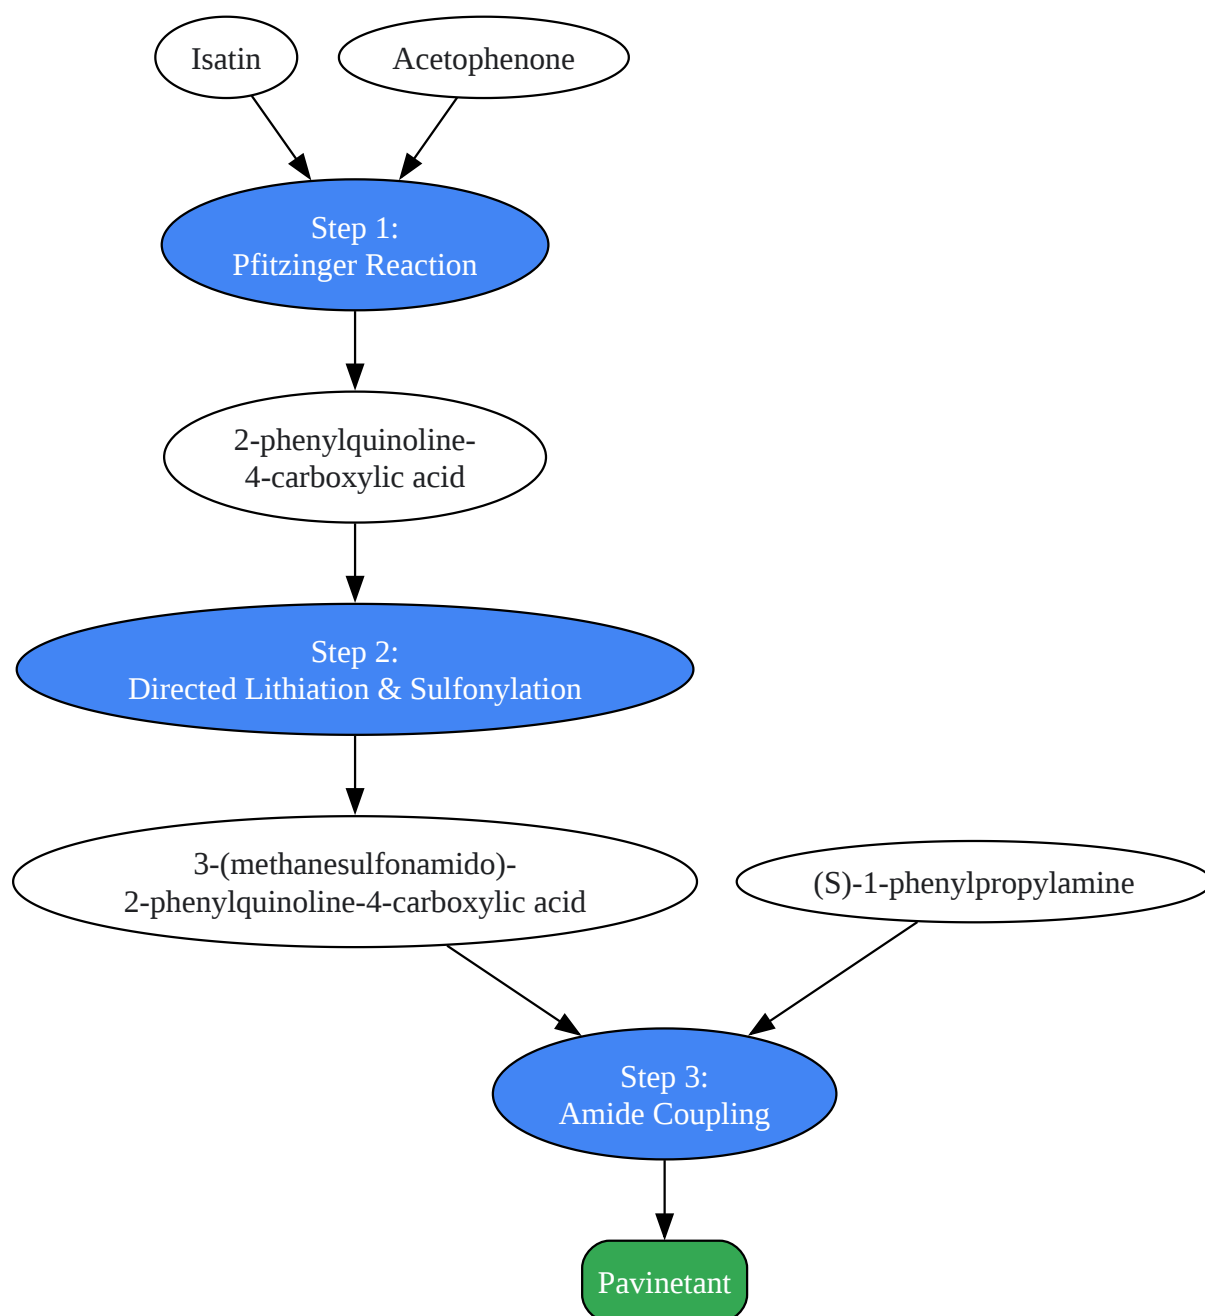 Isatin
Acetophenone
Step 1:
Pfitzinger Reaction
2-phenylquinoline-
4-carboxylic acid
Step 2:
Directed Lithiation & Sulfonylation
3-(methanesulfonamido)-
2-phenylquinoline-4-carboxylic acid
(S)-1-phenylpropylamine
Step 3:
Amide Coupling
Pavinetant